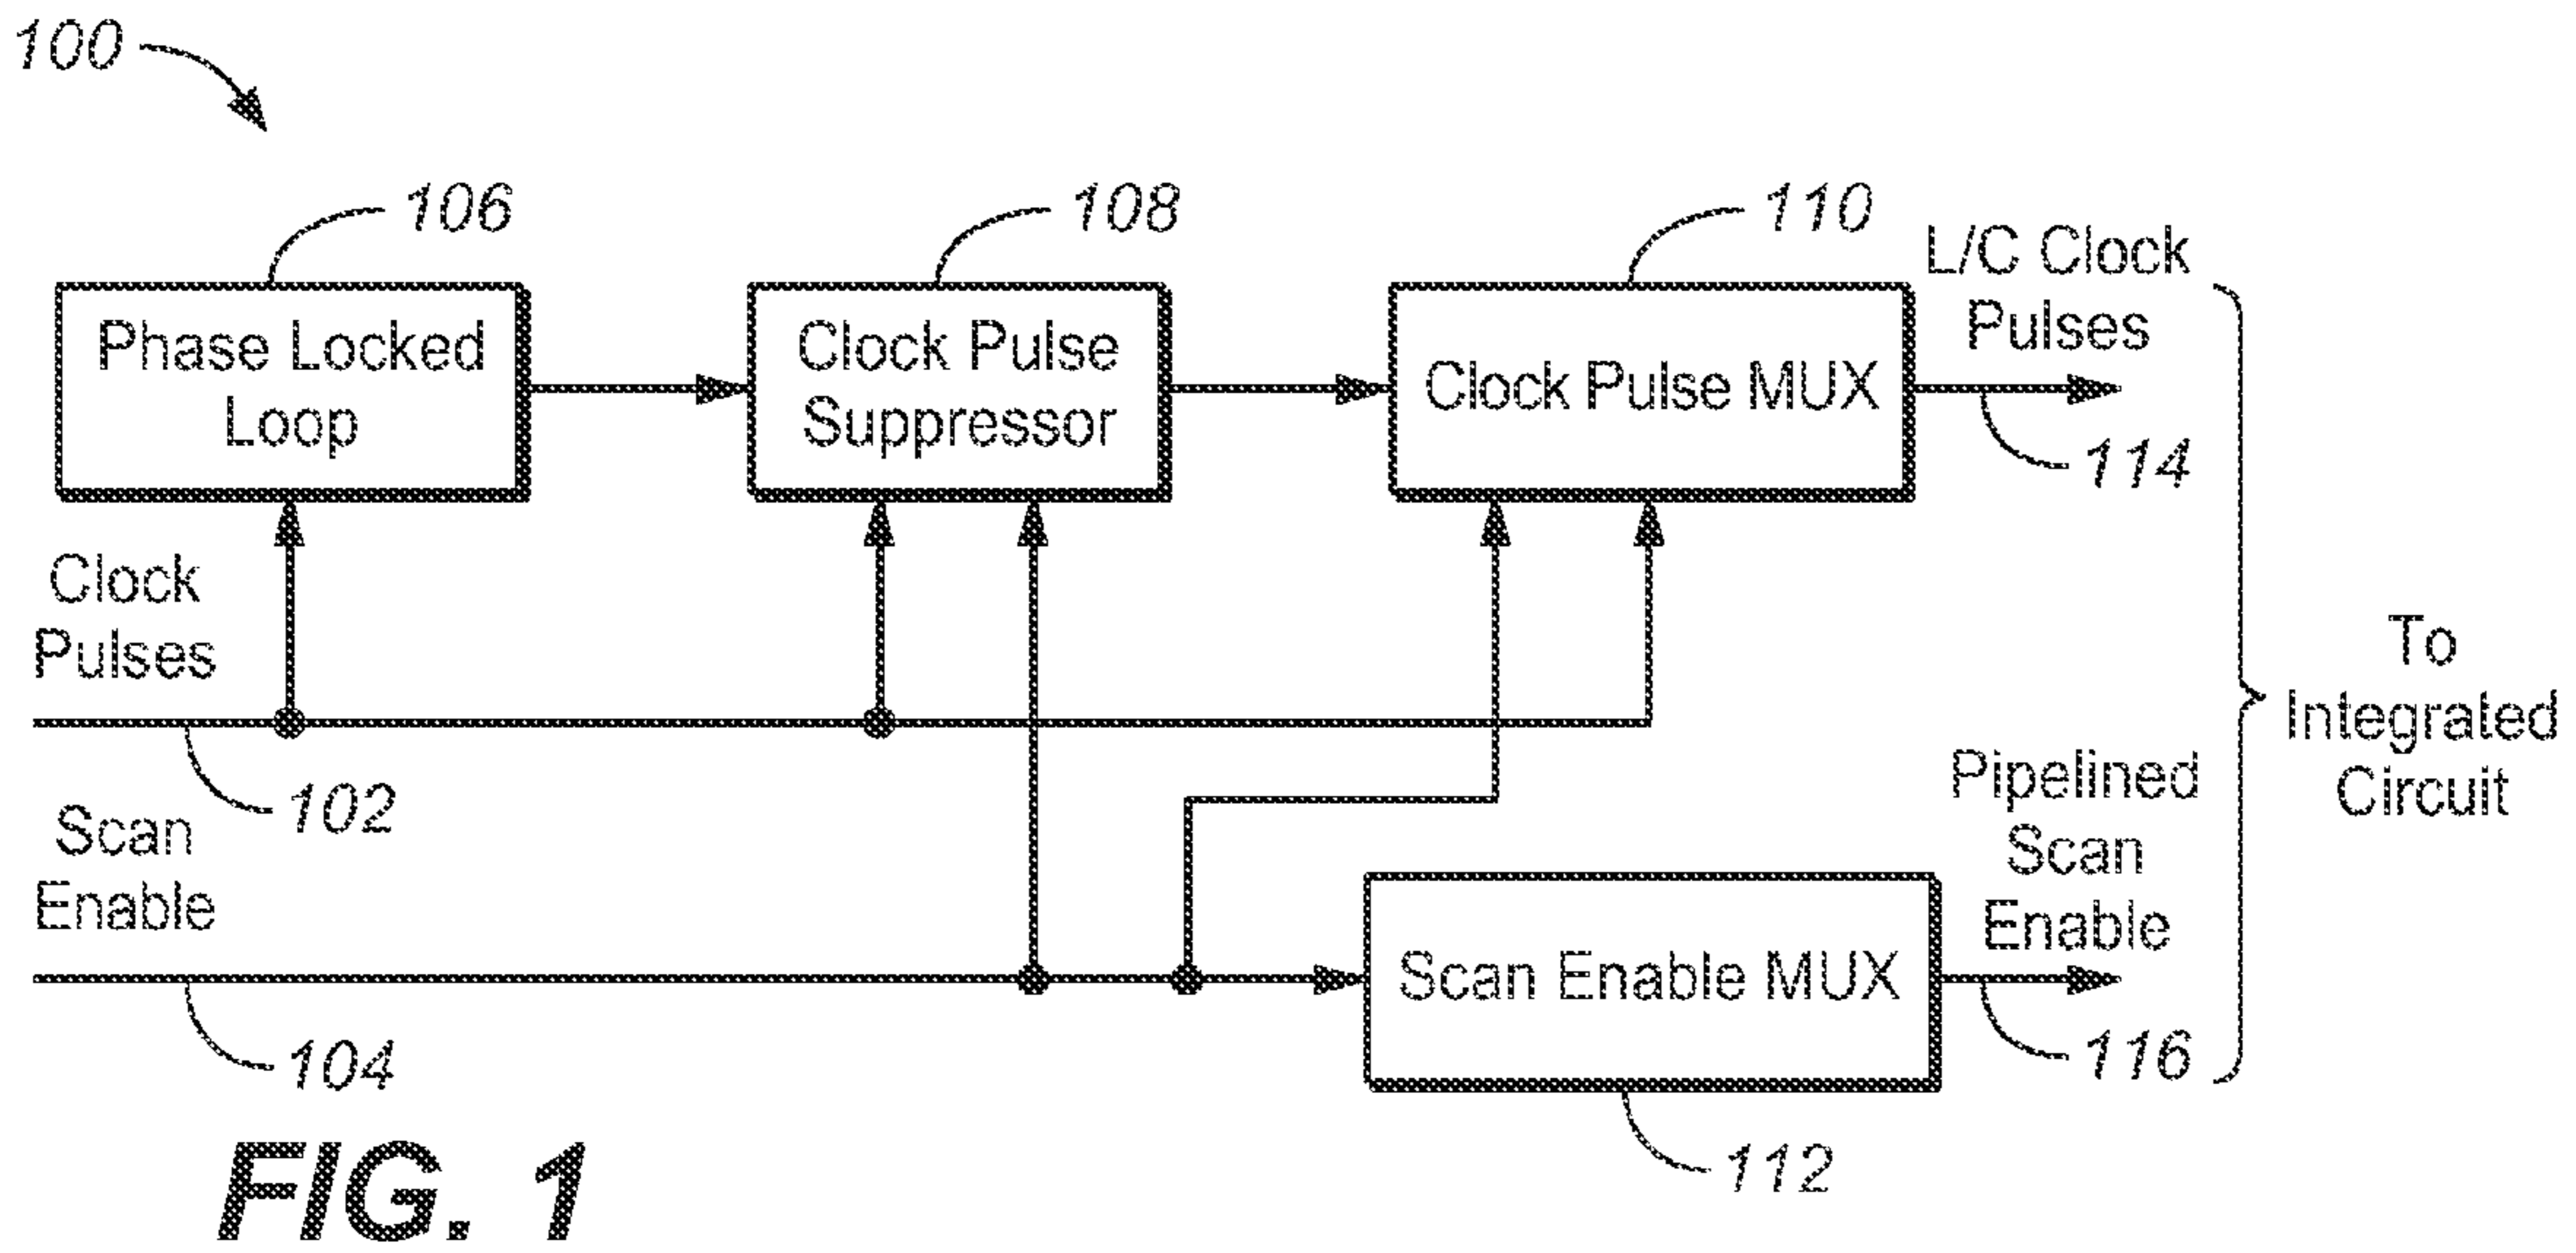 100
106
108
110
Phase Locked
Loop
Clock Pulse
Suppressor
Clock Pulse MUX
L/C Clock
Pulses
114
Clock
Pulses
102
Scan
Enable
104
Scan Enable MUX
112
Pipelined
Scan
Enable
116
To
Integrated
Circuit
FIG. 1